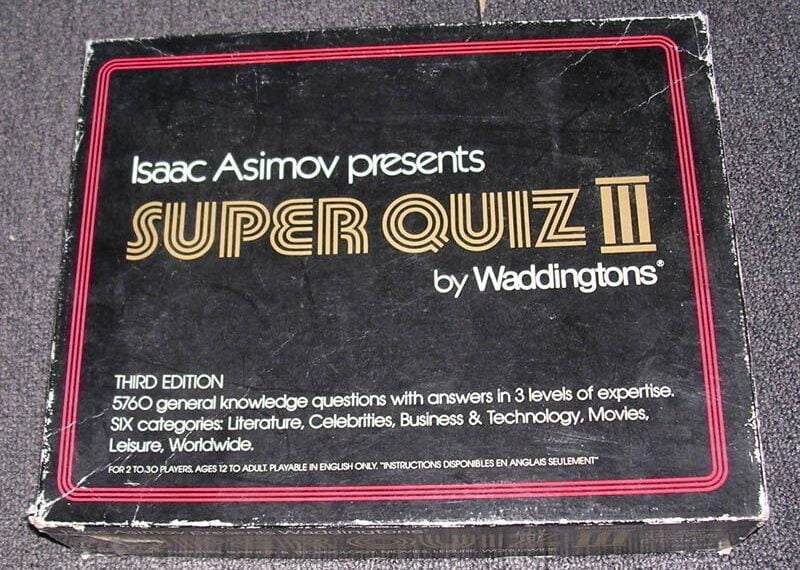 Isaac Asimov presents
SUPER QUIZ III
by Waddingtons®
THIRD EDITION
5760 general knowledge questions with answers in 3 levels of expertise.
SIX categories: Literature, Celebrities, Business & Technology, Movies,
Leisure, Worldwide.
FOR 2 TO 30 PLAYERS. AGES 12 TO ADULT. PLAYABLE IN ENGLISH ONLY. "INSTRUCTIONS DISPONIBLES EN ANGLAIS SEULEMENT"
Waddingtons